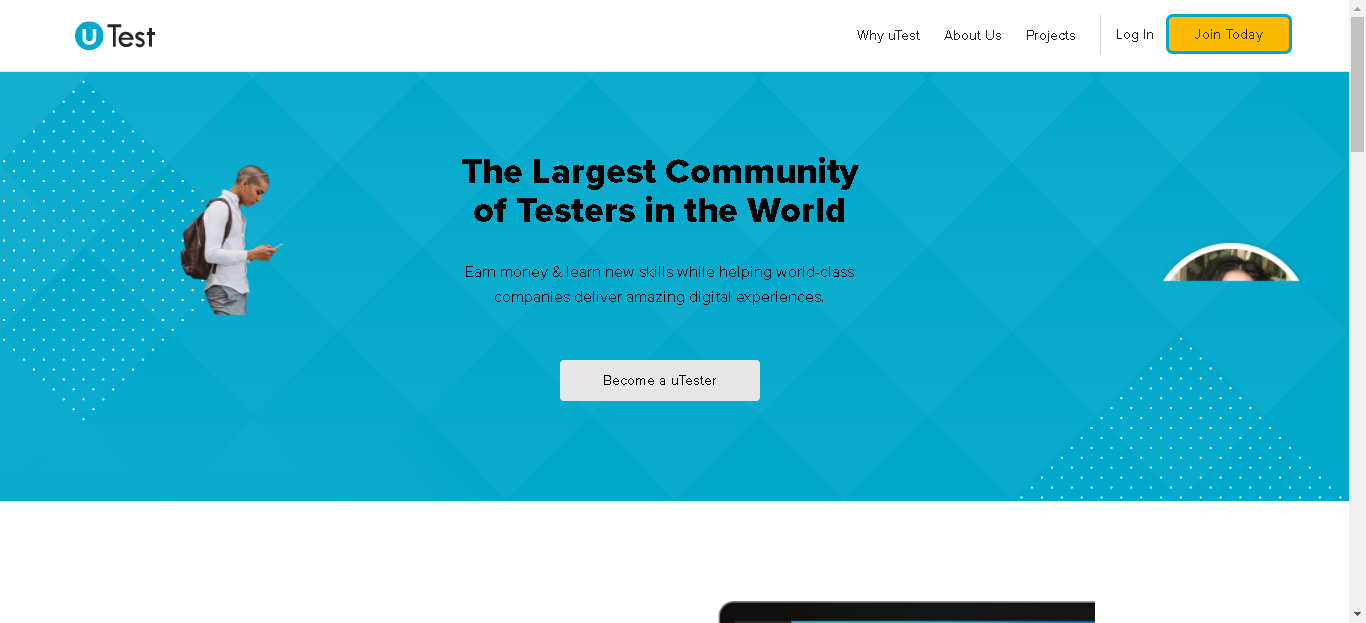 uTest
Why uTest
About Us
Projects
Log In
Join Today
The Largest Community
of Testers in the World
Earn money & learn new skills while helping world-class
companies deliver amazing digital experiences.
Become a uTester